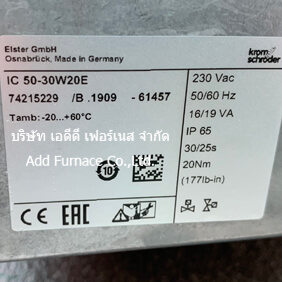 Elster GmbH
Osnabrück, Made in Germany
krom
schroder
IC 50-30W20E
74215229 /B .1909 - 61457
Tamb: -20...+60°C
230 Vac
50/60 Hz
16/19 VA
IP 65
30/25s
20Nm
(177lb-in)
บริษัท เอดีดี เฟอร์เนส จำกัด
Add Furnace Co.,Ltd.
10
CE EAC